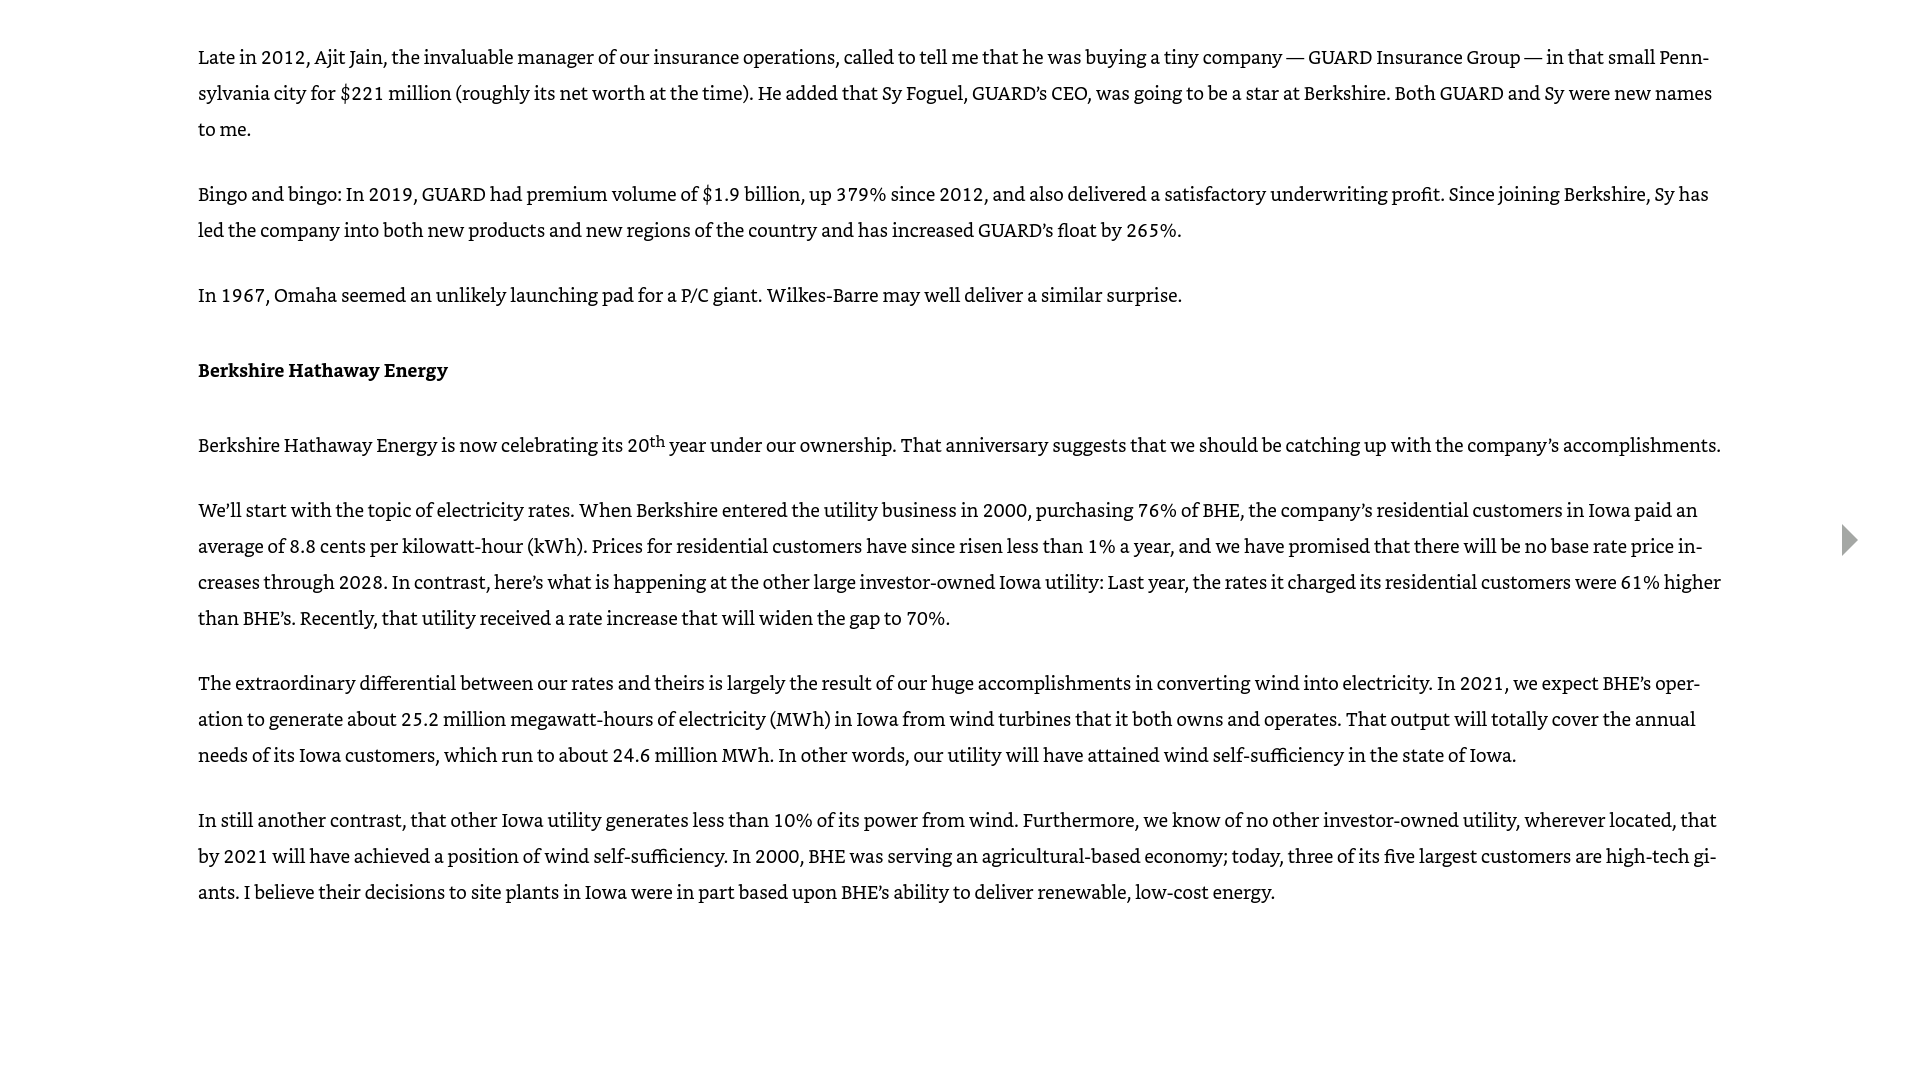 Late in 2012, Ajit Jain, the invaluable manager of our insurance operations, called to tell me that he was buying a tiny company — GUARD Insurance Group — in that small Penn-
sylvania city for $221 million (roughly its net worth at the time). He added that Sy Foguel, GUARD’s CEO, was going to be a star at Berkshire. Both GUARD and Sy were new names
to me.
Bingo and bingo: In 2019, GUARD had premium volume of $1.9 billion, up 379% since 2012, and also delivered a satisfactory underwriting profit. Since joining Berkshire, Sy has
led the company into both new products and new regions of the country and has increased GUARD’s float by 265%.
In 1967, Omaha seemed an unlikely launching pad for a P/C giant. Wilkes-Barre may well deliver a similar surprise.
Berkshire Hathaway Energy
Berkshire Hathaway Energy is now celebrating its 20th year under our ownership. That anniversary suggests that we should be catching up with the company’s accomplishments.
We’ll start with the topic of electricity rates. When Berkshire entered the utility business in 2000, purchasing 76% of BHE, the company’s residential customers in Iowa paid an
average of 8.8 cents per kilowatt-hour (kWh). Prices for residential customers have since risen less than 1% a year, and we have promised that there will be no base rate price in-
creases through 2028. In contrast, here’s what is happening at the other large investor-owned Iowa utility: Last year, the rates it charged its residential customers were 61% higher
than BHE’s. Recently, that utility received a rate increase that will widen the gap to 70%.
The extraordinary differential between our rates and theirs is largely the result of our huge accomplishments in converting wind into electricity. In 2021, we expect BHE’s oper-
ation to generate about 25.2 million megawatt-hours of electricity (MWh) in Iowa from wind turbines that it both owns and operates. That output will totally cover the annual
needs of its Iowa customers, which run to about 24.6 million MWh. In other words, our utility will have attained wind self-sufficiency in the state of Iowa.
In still another contrast, that other Iowa utility generates less than 10% of its power from wind. Furthermore, we know of no other investor-owned utility, wherever located, that
by 2021 will have achieved a position of wind self-sufficiency. In 2000, BHE was serving an agricultural-based economy; today, three of its five largest customers are high-tech gi-
ants. I believe their decisions to site plants in Iowa were in part based upon BHE’s ability to deliver renewable, low-cost energy.